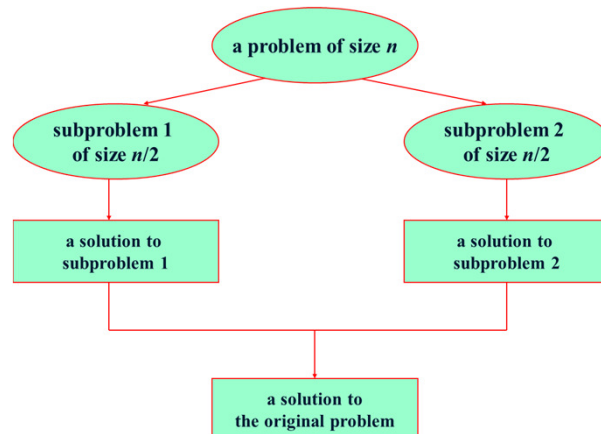 a problem of size n
subproblem 1
of size n/2
subproblem 2
of size n/2
a solution to
subproblem 1
a solution to
subproblem 2
a solution to
the original problem